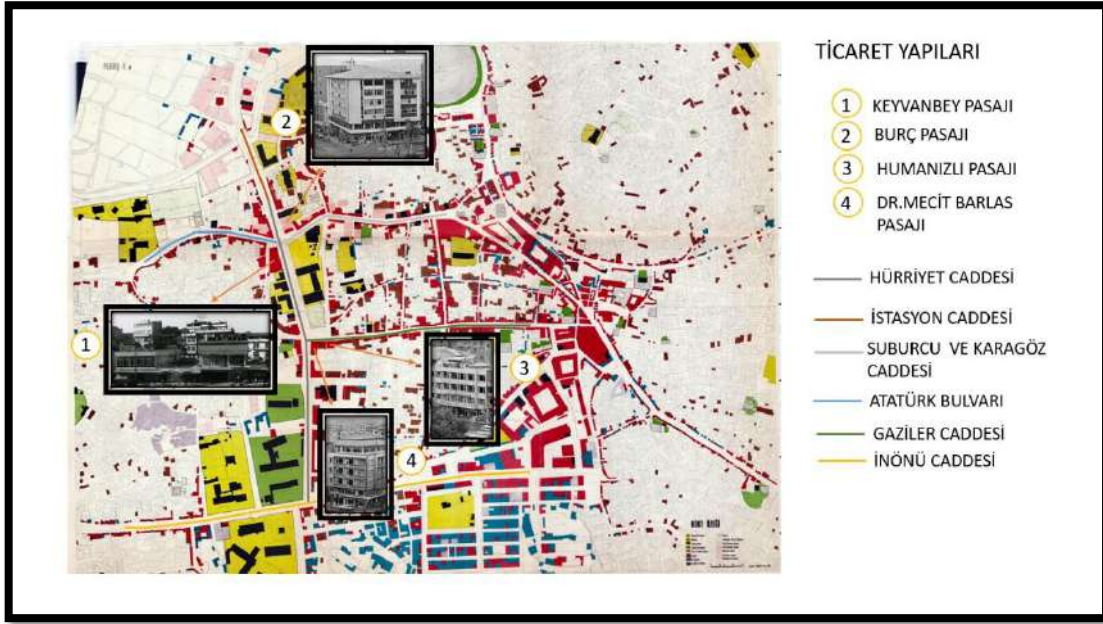 TİCARET YAPILARI
1 KEYVANBEY PASAJI
2 BURÇ PASAJI
3 HUMANIZLI PASAJI
4 DR.MECİT BARLAS
PASAJI
HÜRRİYET CADDESİ
İSTASYON CADDESİ
SUBURCU VE KARAGÖZ
CADDESİ
ATATÜRK BULVARI
GAZİLER CADDESİ
İNÖNÜ CADDESİ
2
1
3
4